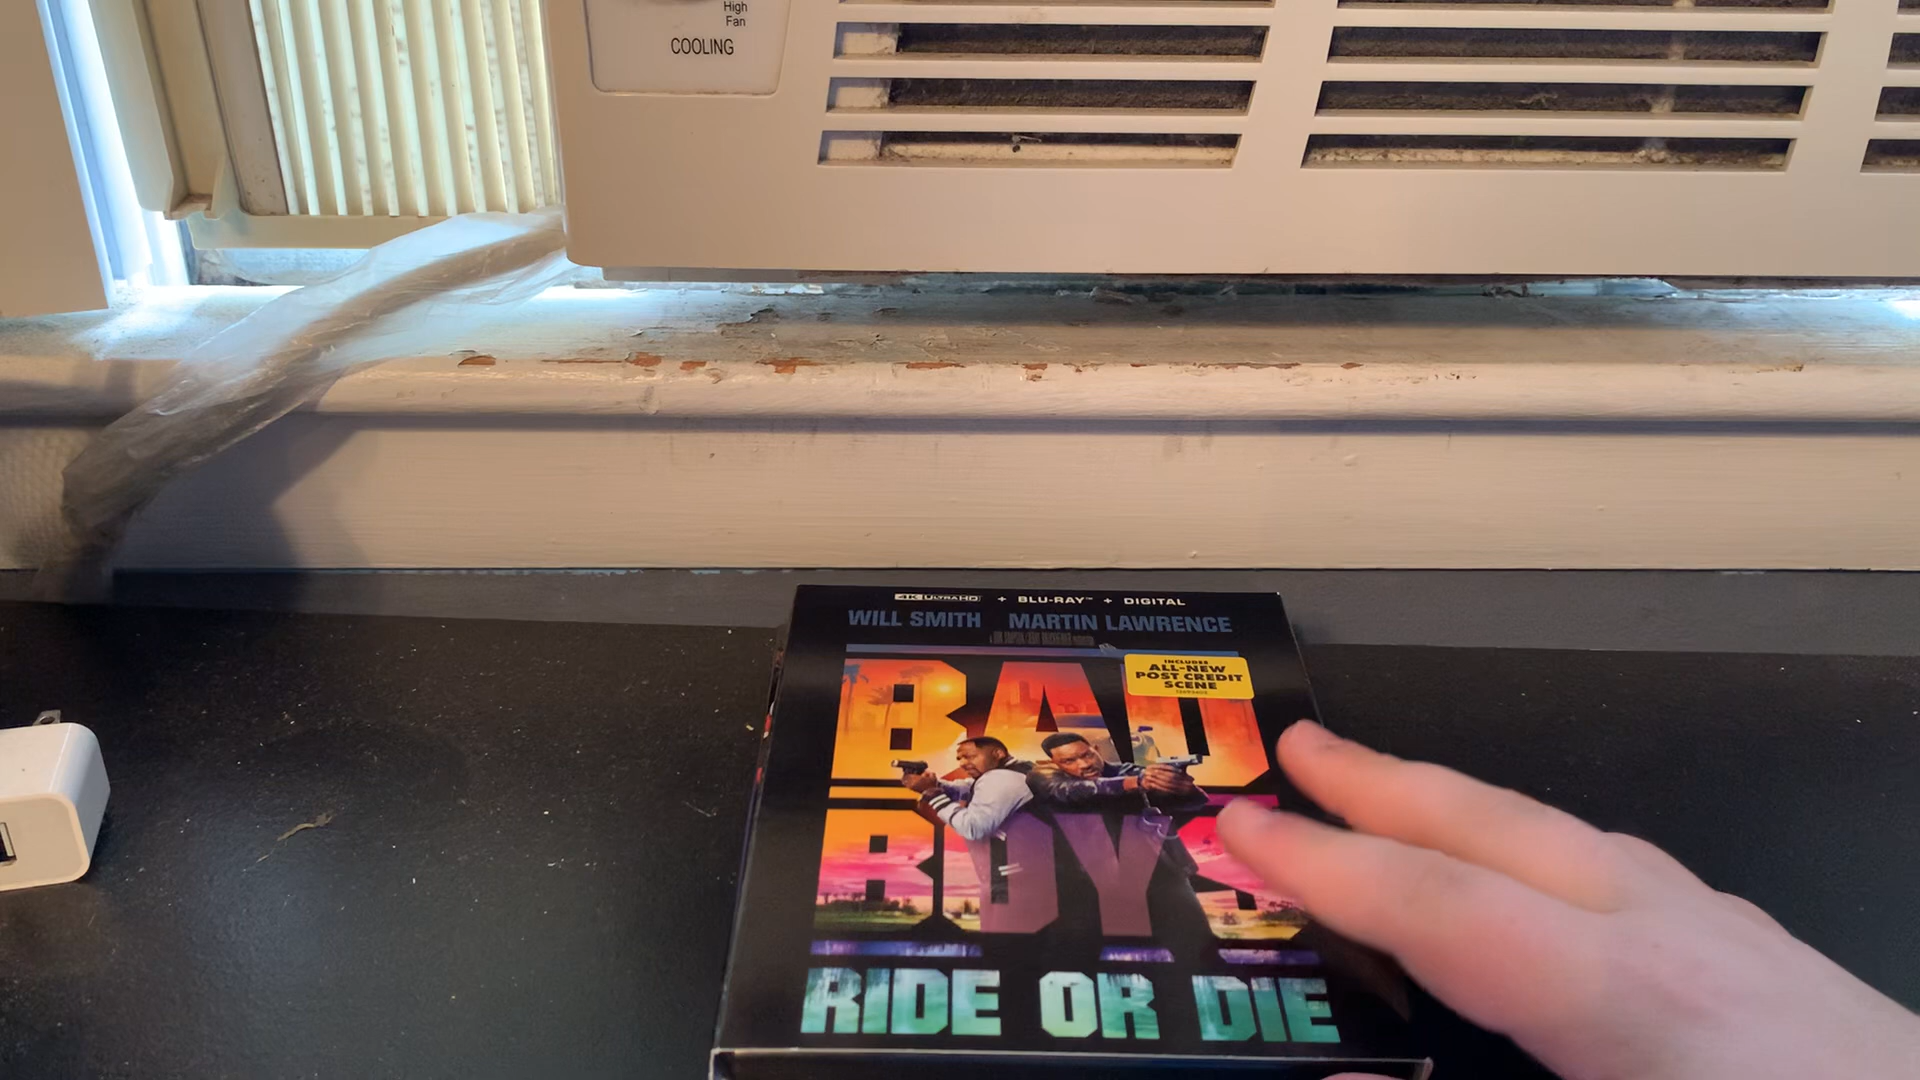 High
Fan
COOLING
4K ULTRA HD + BLU-RAY™ + DIGITAL
WILL SMITH MARTIN LAWRENCE
BAD
INCLUDES
ALL-NEW
POST CREDIT
SCENE
BOYS
RIDE OR DIE